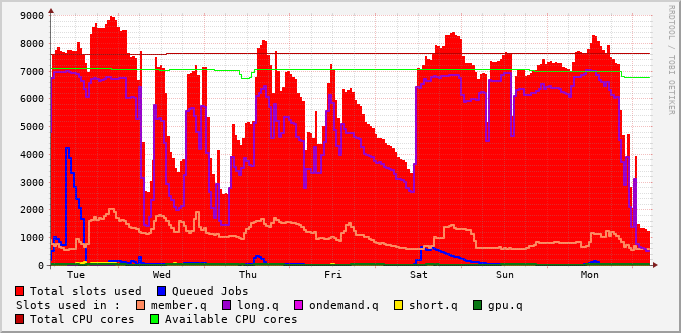 9000
8000
7000
6000
5000
4000
3000
2000
1000
0
Tue Wed Thu Fri Sat Sun Mon
Total slots used Queued Jobs
Slots used in : member.q long.q ondemand.q short.q gpu.q
Total CPU cores Available CPU cores
RRDTOOL / TOBI OETIKER